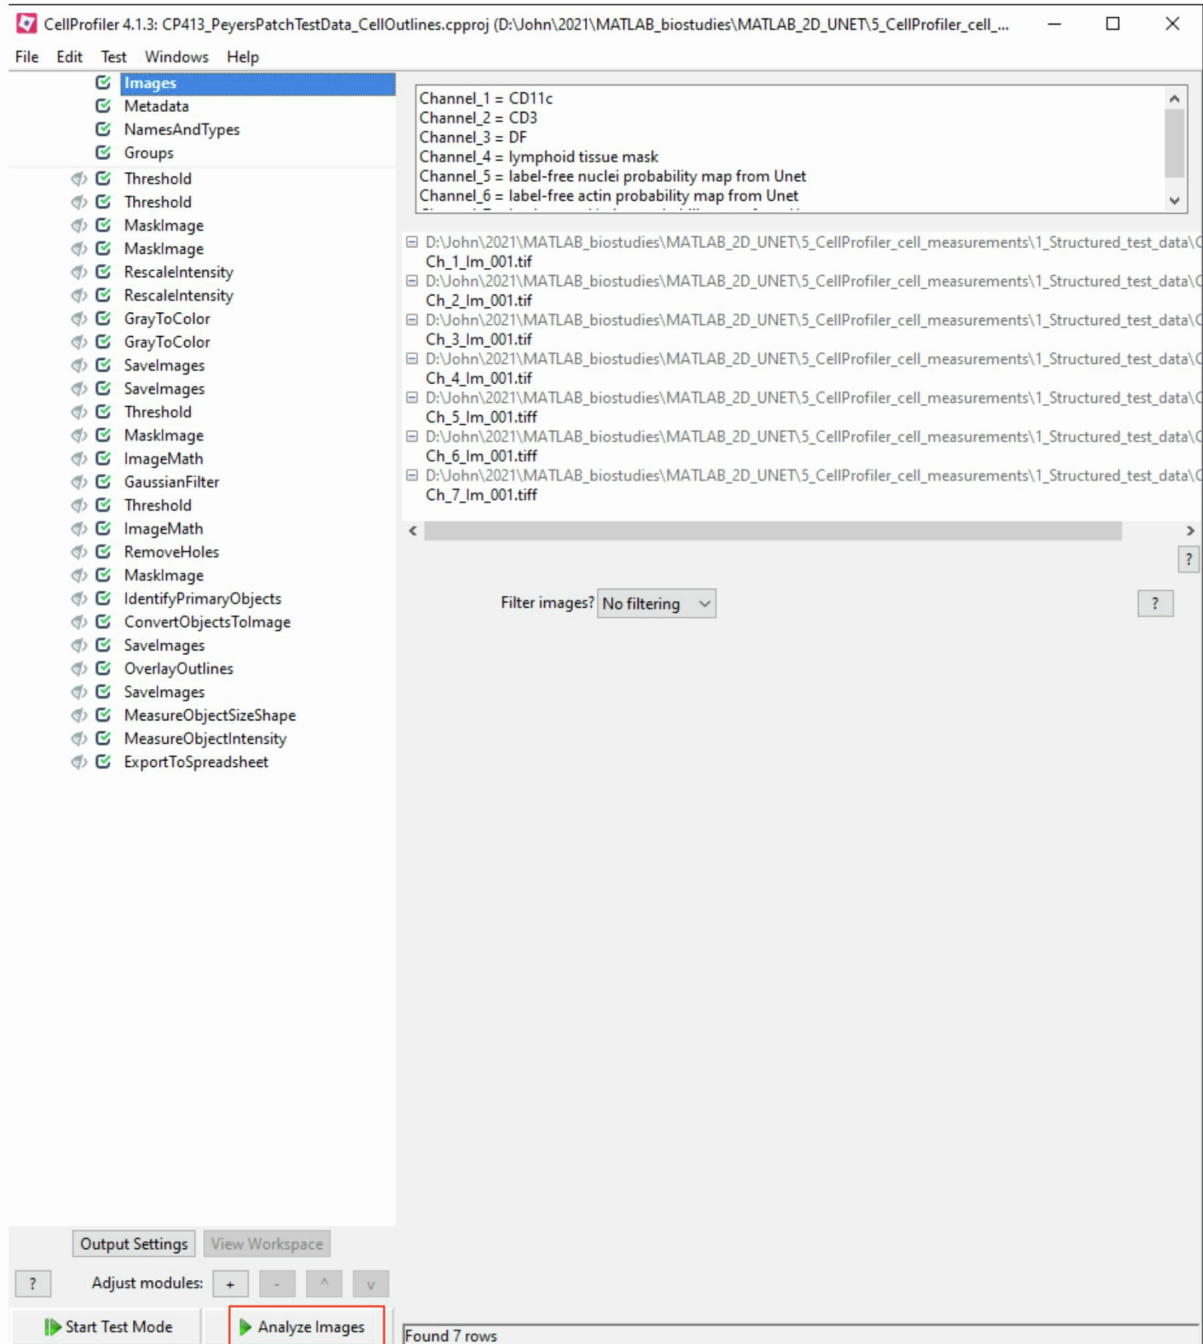 CellProfiler 4.1.3: CP413_PeyersPatchTestData_CellOutlines.cpproj (D:\John\2021\MATLAB_biostudies\MATLAB_2D_UNET\5_CellProfiler_cell_...
File Edit Test Windows Help
Images
Metadata
NamesAndTypes
Groups
Threshold
Threshold
MaskImage
MaskImage
RescaleIntensity
RescaleIntensity
GrayToColor
GrayToColor
SaveImages
SaveImages
Threshold
MaskImage
ImageMath
GaussianFilter
Threshold
ImageMath
RemoveHoles
MaskImage
IdentifyPrimaryObjects
ConvertObjectsToImage
SaveImages
OverlayOutlines
SaveImages
MeasureObjectSizeShape
MeasureObjectIntensity
ExportToSpreadsheet
Output Settings View Workspace
? Adjust modules: + - ^ v
Start Test Mode Analyze Images
Channel_1 = CD11c
Channel_2 = CD3
Channel_3 = DF
Channel_4 = lymphoid tissue mask
Channel_5 = label-free nuclei probability map from Unet
Channel_6 = label-free actin probability map from Unet
D:\John\2021\MATLAB_biostudies\MATLAB_2D_UNET\5_CellProfiler_cell_measurements\1_Structured_test_data\C
Ch_1_Im_001.tif
D:\John\2021\MATLAB_biostudies\MATLAB_2D_UNET\5_CellProfiler_cell_measurements\1_Structured_test_data\C
Ch_2_Im_001.tif
D:\John\2021\MATLAB_biostudies\MATLAB_2D_UNET\5_CellProfiler_cell_measurements\1_Structured_test_data\C
Ch_3_Im_001.tif
D:\John\2021\MATLAB_biostudies\MATLAB_2D_UNET\5_CellProfiler_cell_measurements\1_Structured_test_data\C
Ch_4_Im_001.tif
D:\John\2021\MATLAB_biostudies\MATLAB_2D_UNET\5_CellProfiler_cell_measurements\1_Structured_test_data\C
Ch_5_Im_001.tiff
D:\John\2021\MATLAB_biostudies\MATLAB_2D_UNET\5_CellProfiler_cell_measurements\1_Structured_test_data\C
Ch_6_Im_001.tiff
D:\John\2021\MATLAB_biostudies\MATLAB_2D_UNET\5_CellProfiler_cell_measurements\1_Structured_test_data\C
Ch_7_Im_001.tiff
?
Filter images? No filtering ?
Found 7 rows